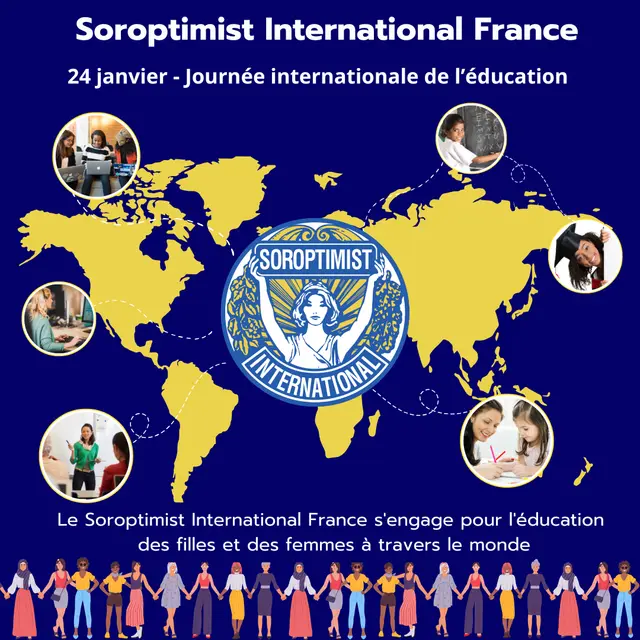 Soroptimist International France
24 janvier - Journée internationale de l’éducation
SOROPTIMIST
INTERNATIONAL
Le Soroptimist International France s'engage pour l'éducation
des filles et des femmes à travers le monde